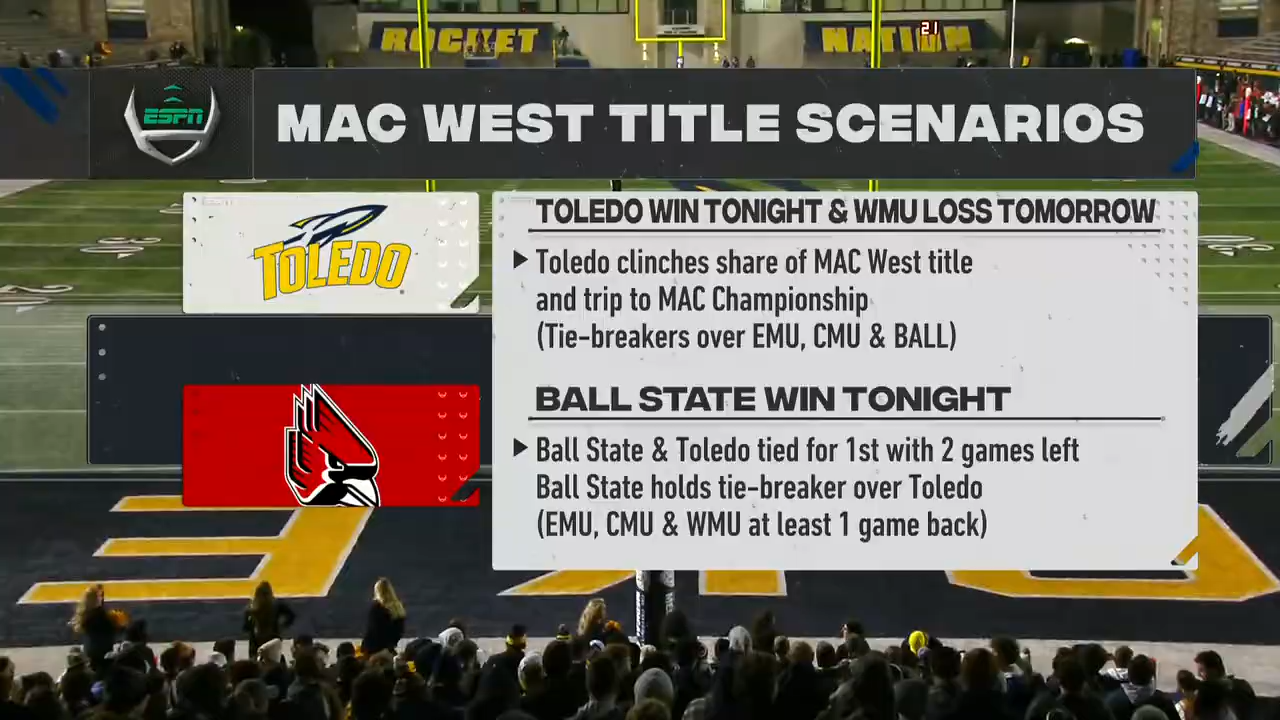 ROCKET NATION
21
ESPN
MAC WEST TITLE SCENARIOS
TOLEDO
TOLEDO WIN TONIGHT & WMU LOSS TOMORROW
Toledo clinches share of MAC West title
and trip to MAC Championship
(Tie-breakers over EMU, CMU & BALL)
BALL STATE WIN TONIGHT
Ball State & Toledo tied for 1st with 2 games left
Ball State holds tie-breaker over Toledo
(EMU, CMU & WMU at least 1 game back)